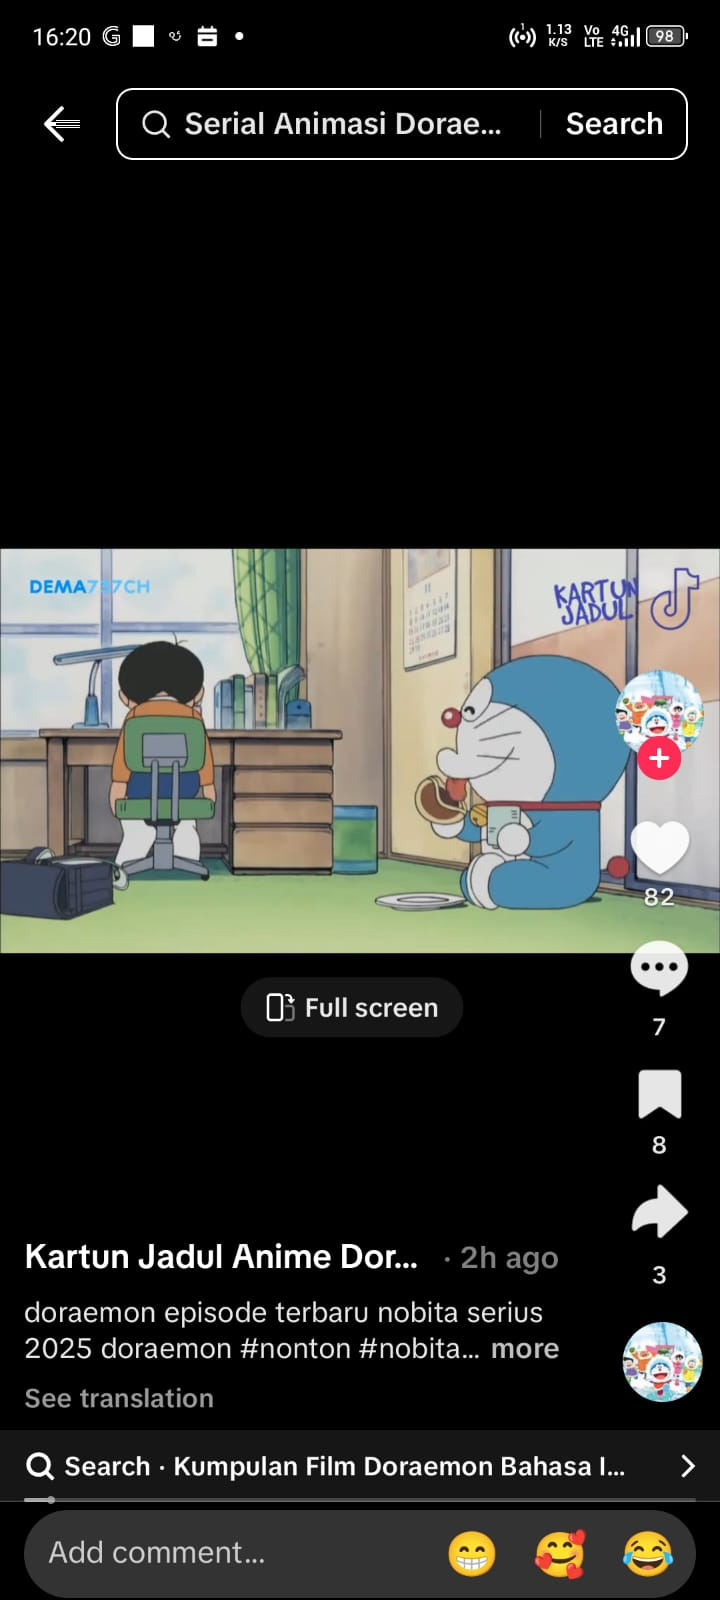 16:20
1.13 K/S Vo LTE 4G 98
Serial Animasi Dorae... Search
DEMA CH
KARTUN
JADUL
11
82
7
8
3
Full screen
Kartun Jadul Anime Dor... · 2h ago
doraemon episode terbaru nobita serius
2025 doraemon #nonton #nobita... more
See translation
Search · Kumpulan Film Doraemon Bahasa I...
Add comment...